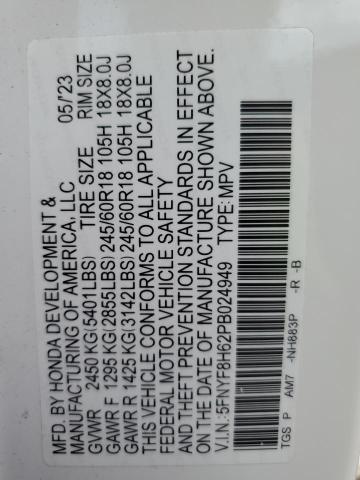 MFD. BY HONDA DEVELOPMENT & 05/'23
MANUFACTURING OF AMERICA, LLC
GVWR 2450 KG(5401LBS) TIRE SIZE RIM SIZE
GAWR F 1295 KG(2855LBS) 245/60R18 105H 18X8.0J
GAWR R 1425 KG(3142LBS) 245/60R18 105H 18X8.0J
THIS VEHICLE CONFORMS TO ALL APPLICABLE
FEDERAL MOTOR VEHICLE SAFETY
AND THEFT PREVENTION STANDARDS IN EFFECT
ON THE DATE OF MANUFACTURE SHOWN ABOVE.
V.I.N.:5FNYF8H62PB024949 TYPE:MPV
TGS P AM7 -NH883P -R -B